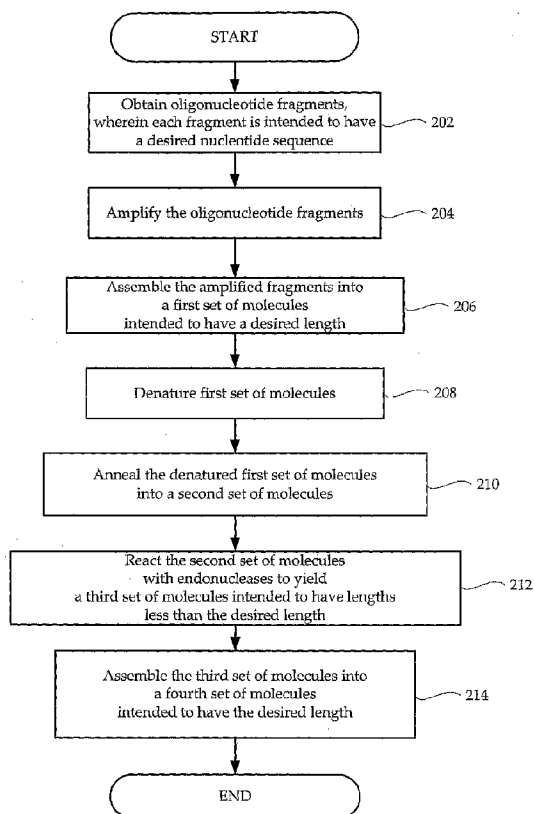 START
Obtain oligonucleotide fragments,
wherein each fragment is intended to have
a desired nucleotide sequence
202
Amplify the oligonucleotide fragments
204
Assemble the amplified fragments into
a first set of molecules
intended to have a desired length
206
Denature first set of molecules
208
Anneal the denatured first set of molecules
into a second set of molecules
210
React the second set of molecules
with endonucleases to yield
a third set of molecules intended to have lengths
less than the desired length
212
Assemble the third set of molecules into
a fourth set of molecules
intended to have the desired length
214
END